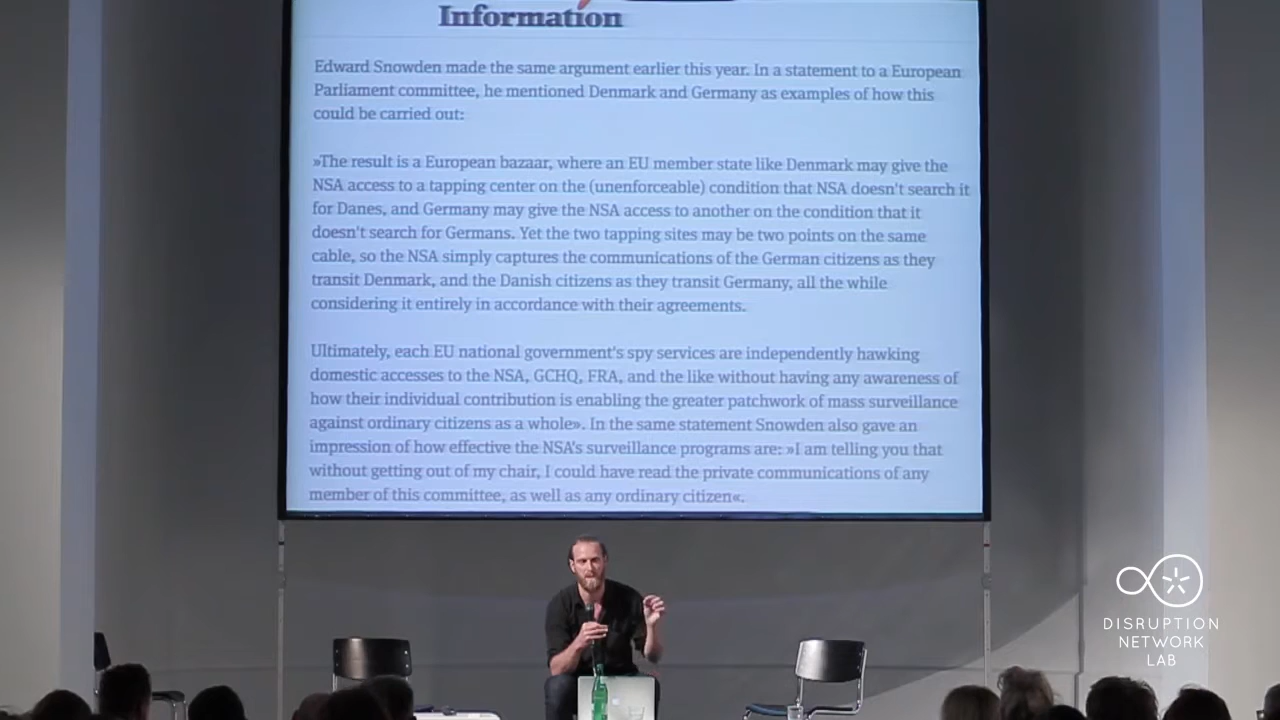 Information
Edward Snowden made the same argument earlier this year. In a statement to a European
Parliament committee, he mentioned Denmark and Germany as examples of how this
could be carried out:
»The result is a European bazaar, where an EU member state like Denmark may give the
NSA access to a tapping center on the (unenforceable) condition that NSA doesn't search it
for Danes, and Germany may give the NSA access to another on the condition that it
doesn't search for Germans. Yet the two tapping sites may be two points on the same
cable, so the NSA simply captures the communications of the German citizens as they
transit Denmark, and the Danish citizens as they transit Germany, all the while
considering it entirely in accordance with their agreements.
Ultimately, each EU national government's spy services are independently hawking
domestic accesses to the NSA, GCHQ, FRA, and the like without having any awareness of
how their individual contribution is enabling the greater patchwork of mass surveillance
against ordinary citizens as a whole». In the same statement Snowden also gave an
impression of how effective the NSA's surveillance programs are: »I am telling you that
without getting out of my chair, I could have read the private communications of any
member of this committee, as well as any ordinary citizen«.
DISRUPTION
NETWORK
LAB